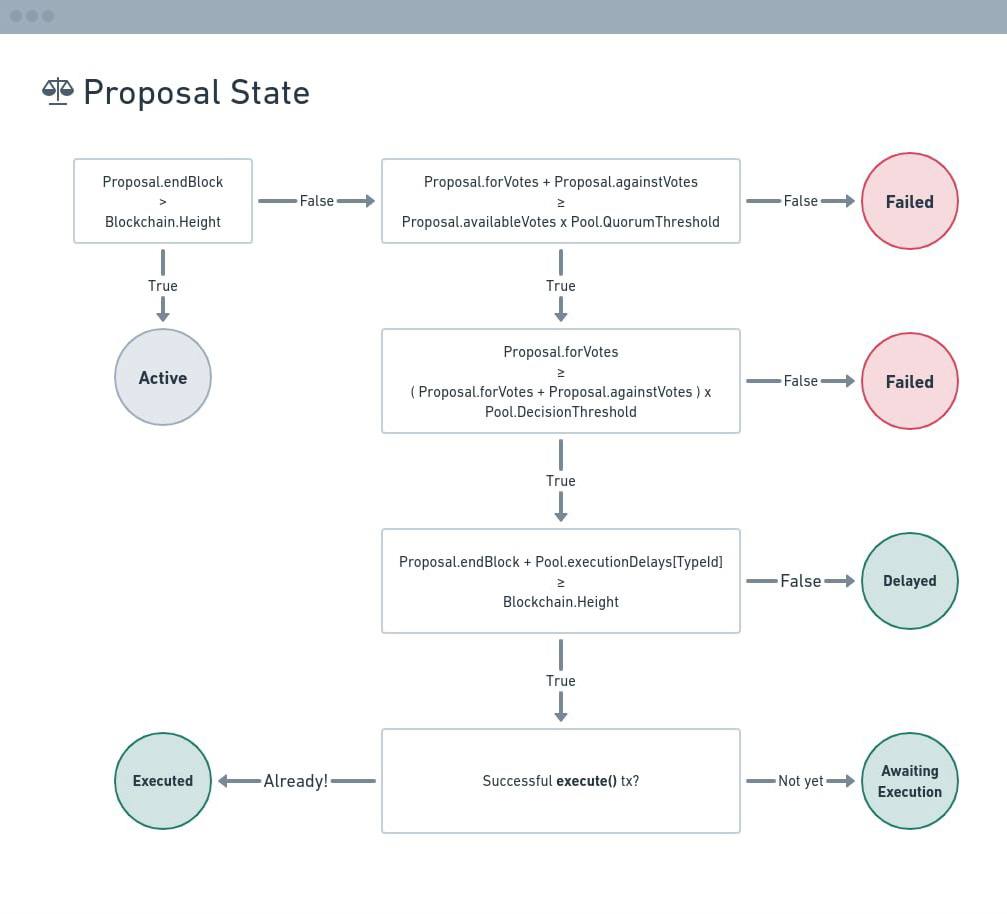 Proposal State
Proposal.endBlock
>
Blockchain.Height
False
Proposal.forVotes + Proposal.againstVotes
≥
Proposal.availableVotes x Pool.QuorumThreshold
False
Failed
True
True
Active
Proposal.forVotes
≥
( Proposal.forVotes + Proposal.againstVotes ) x
Pool.DecisionThreshold
False
Failed
True
Proposal.endBlock + Pool.executionDelays[TypeId]
≥
Blockchain.Height
False
Delayed
True
Executed
Already!
Successful execute() tx?
Not yet
Awaiting
Execution